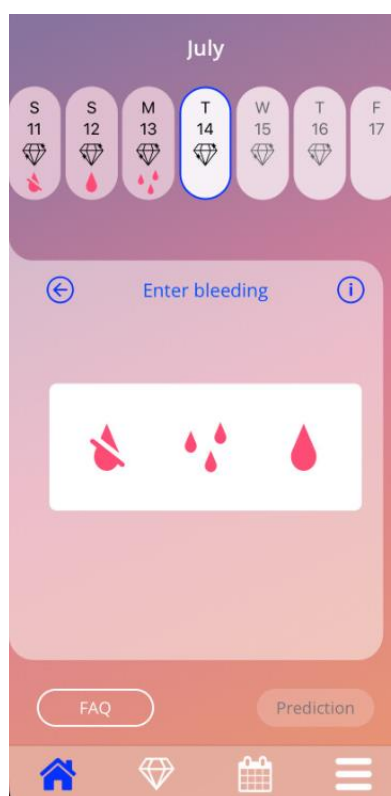 July
S S M T W T F
11 12 13 14 15 16 17
Enter bleeding
i
FAQ
Prediction